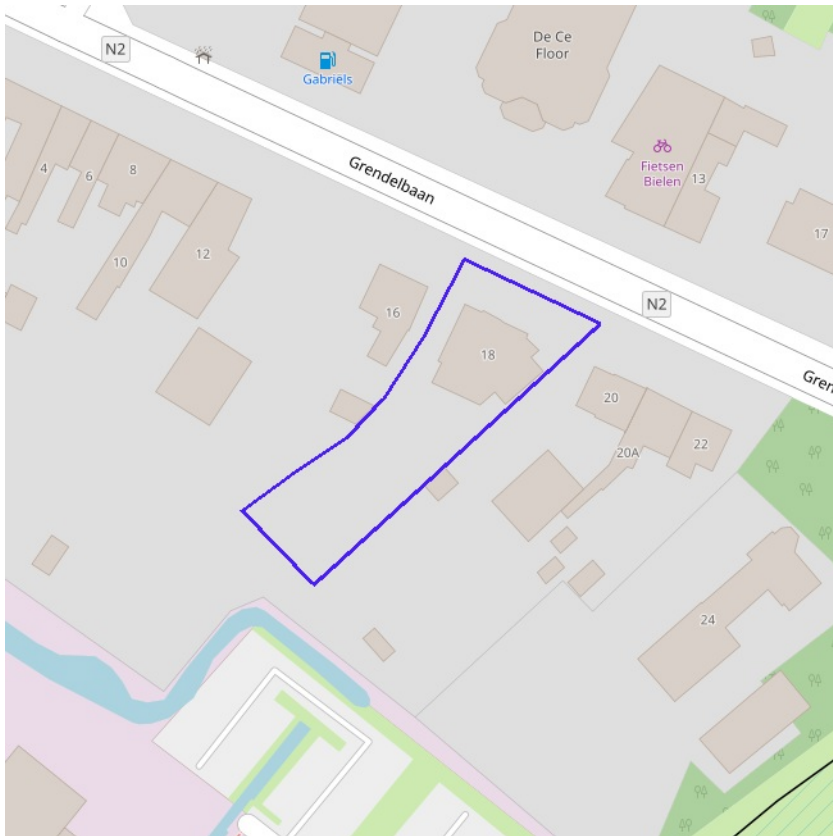 N2
Gabriëls
De Ce
Floor
Grendelbaan
Fietsen
Bielen
13
17
4
6
8
10
12
16
18
N2
Gren
20
20A
22
24